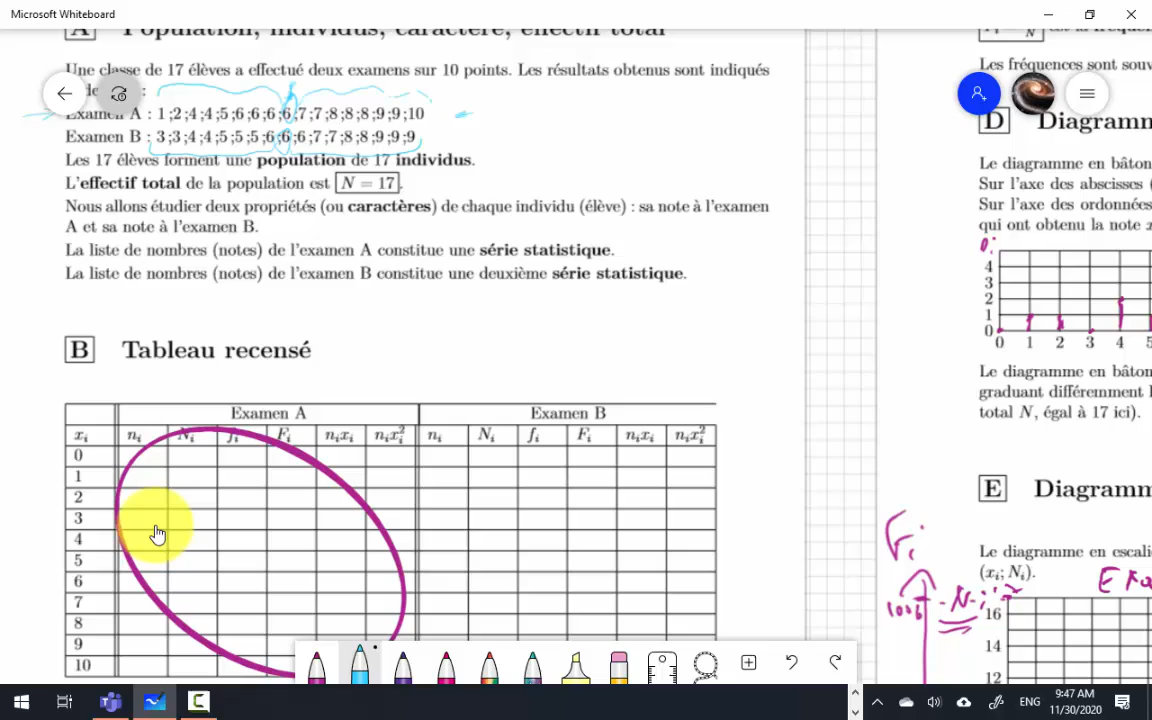 Microsoft Whiteboard
A Population, individus, caractère, effectif total
Une classe de 17 élèves a effectué deux examens sur 10 points. Les résultats obtenus sont indiqués
Examen A : 1 ;2 ;4 ;4 ;5 ;6 ;6 ;6 ;6 ;7 ;7 ;8 ;8 ;8 ;9 ;9 ;10
Examen B : 3 ;3 ;4 ;4 ;5 ;5 ;5 ;6 ;6 ;6 ;7 ;7 ;8 ;8 ;9 ;9 ;9
Les 17 élèves forment une population de 17 individus.
L'effectif total de la population est N = 17.
Nous allons étudier deux propriétés (ou caractères) de chaque individu (élève) : sa note à l'examen
A et sa note à l'examen B.
La liste de nombres (notes) de l'examen A constitue une série statistique.
La liste de nombres (notes) de l'examen B constitue une deuxième série statistique.
B Tableau recensé
Examen A Examen B
xᵢ nᵢ Nᵢ fᵢ Fᵢ nᵢxᵢ nᵢxᵢ² nᵢ Nᵢ fᵢ Fᵢ nᵢxᵢ nᵢxᵢ²
0
1
2
3
4
5
6
7
8
9
10
N
Les fréquences sont souv
D Diagramm
Le diagramme en bâton
Sur l'axe des abscisses (
Sur l'axe des ordonnées
qui ont obtenu la note x
4
3
2
1
0
0 1 2 3 4 5
Le diagramme en bâton
graduant différemment l
total N, égal à 17 ici).
E Diagramm
Le diagramme en escali
(xᵢ; Nᵢ).
Fᵢ
100%
16
14
12
ENG
9:47 AM
11/30/2020